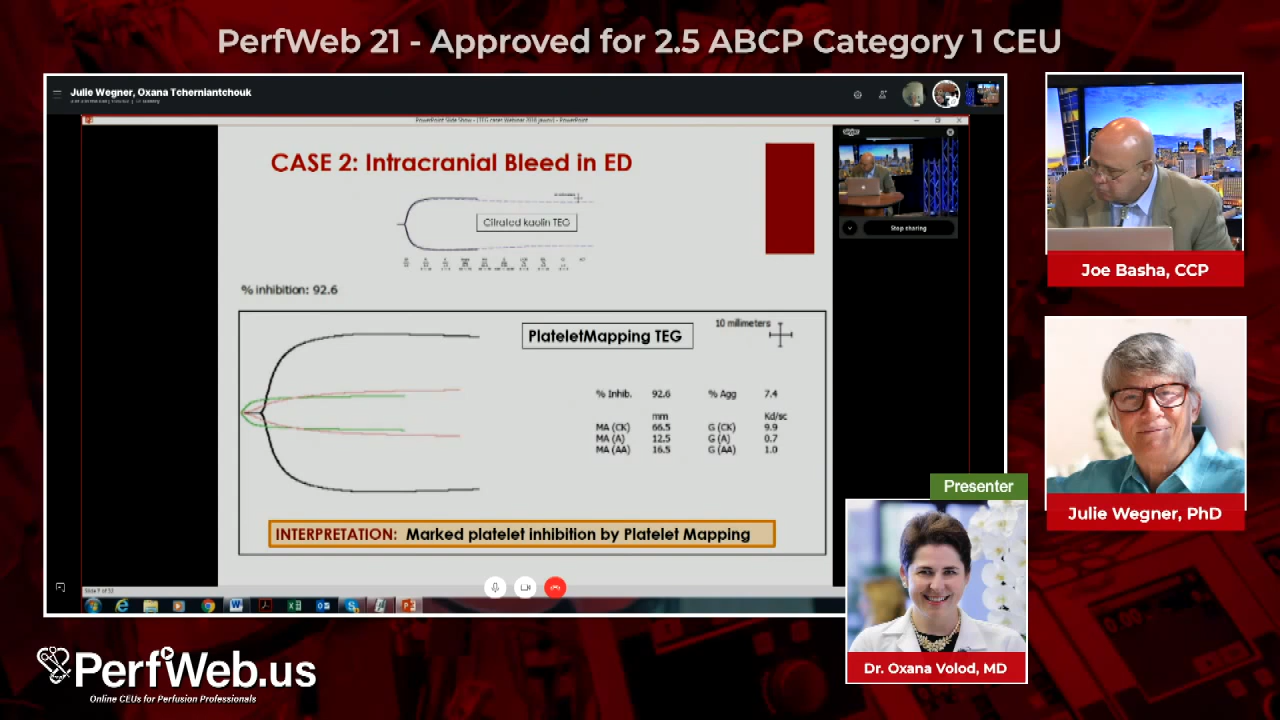 PerfWeb 21 - Approved for 2.5 ABCP Category 1 CEU
Julie Wegner, Oxana Tcherniantchouk
CASE 2: Intracranial Bleed in ED
Citrated kaolin TEG
% inhibition: 92.6
PlateletMapping TEG
10 millimeters
% Inhib. 92.6 % Agg 7.4
mm Kd/sc
MA (CK) 66.5 G (CK) 9.9
MA (A) 12.5 G (A) 0.7
MA (AA) 16.5 G (AA) 1.0
INTERPRETATION: Marked platelet inhibition by Platelet Mapping
Stop sharing
Joe Basha, CCP
Julie Wegner, PhD
Presenter
Dr. Oxana Volod, MD
PerfWeb.us
Online CEUs for Perfusion Professionals